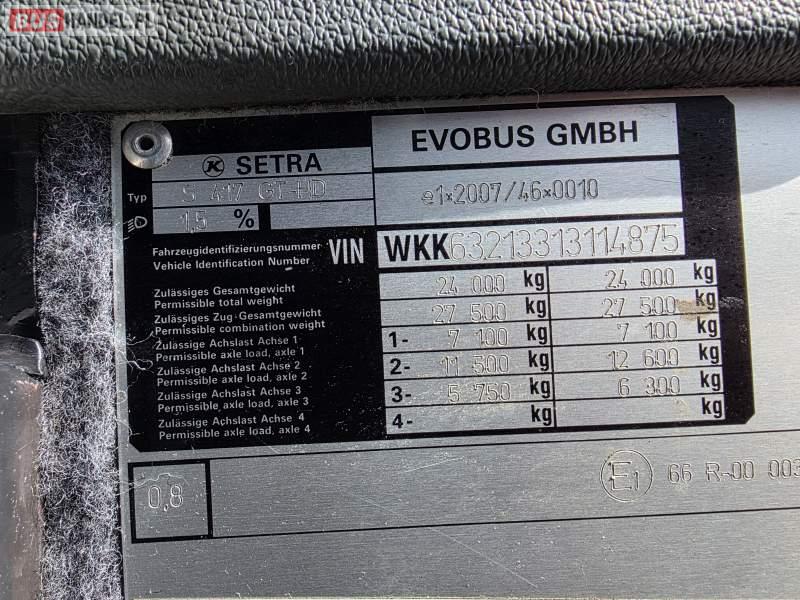 BUSHANDEL.PL
EVOBUS GMBH
K SETRA
Typ S 417 GT-HD
e1*2007/46*0010
1,5 %
Fahrzeugidentifizierungsnummer
Vehicle Identification Number
VIN WKK63213313114875
Zulässiges Gesamtgewicht
Permissible total weight
24 000 kg 24 000 kg
Zulässiges Zug-Gesamtgewicht
Permissible combination weight
27 500 kg 27 500 kg
Zulässige Achslast Achse 1
Permissible axle load, axle 1
1- 7 100 kg 7 100 kg
Zulässige Achslast Achse 2
Permissible axle load, axle 2
2- 11 500 kg 12 600 kg
Zulässige Achslast Achse 3
Permissible axle load, axle 3
3- 5 750 kg 6 300 kg
Zulässige Achslast Achse 4
Permissible axle load, axle 4
4- kg kg
0,8
E1 66 R-00 003